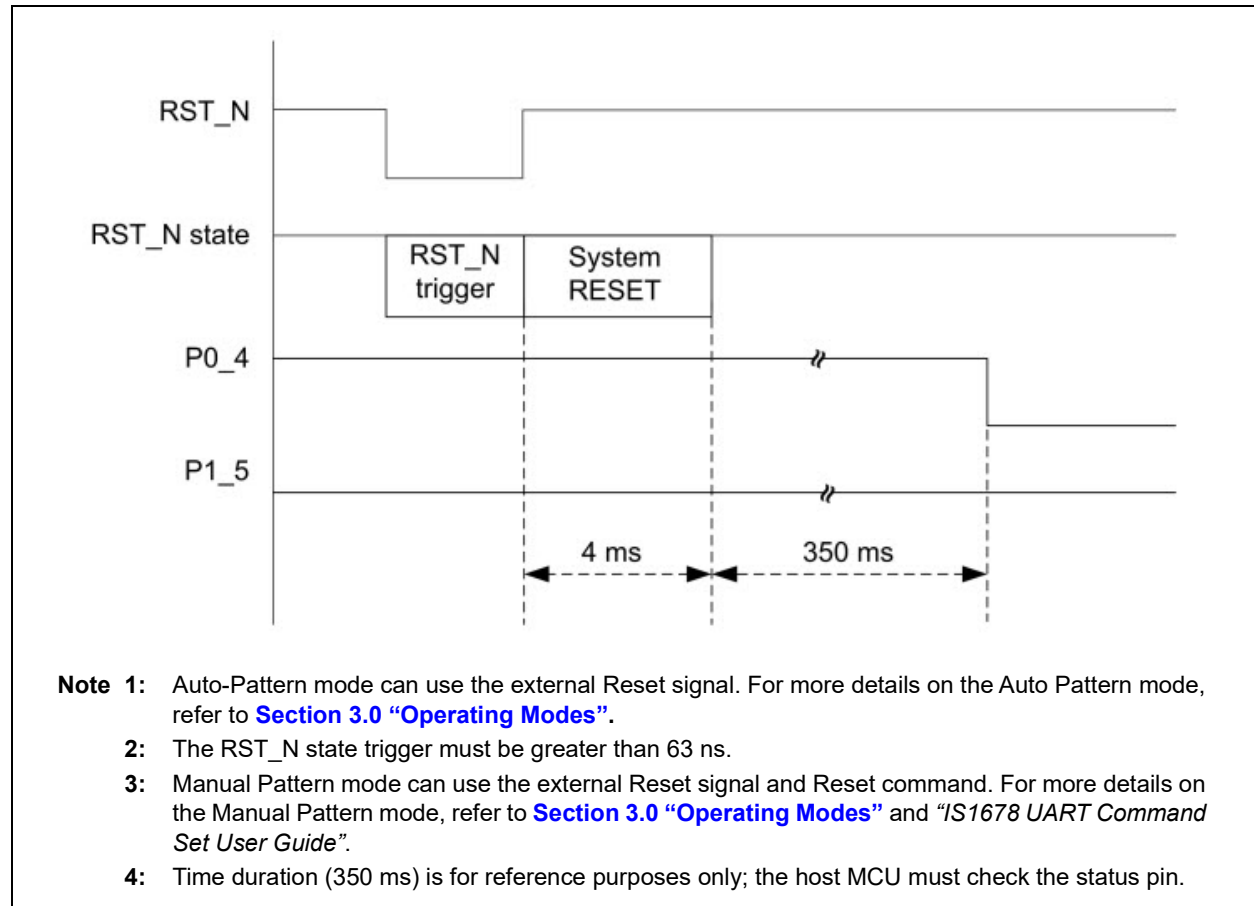 RST_N
RST_N state
RST_N
trigger
System
RESET
P0_4
P1_5
4 ms
350 ms
Note 1: Auto-Pattern mode can use the external Reset signal. For more details on the Auto Pattern mode,
refer to Section 3.0 “Operating Modes”.
2: The RST_N state trigger must be greater than 63 ns.
3: Manual Pattern mode can use the external Reset signal and Reset command. For more details on
the Manual Pattern mode, refer to Section 3.0 “Operating Modes” and “IS1678 UART Command
Set User Guide”.
4: Time duration (350 ms) is for reference purposes only; the host MCU must check the status pin.